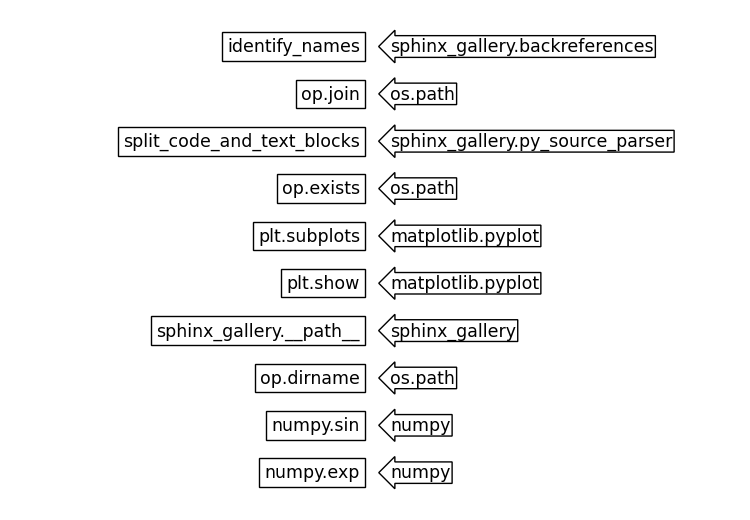 identify_names sphinx_gallery.backreferences
op.join os.path
split_code_and_text_blocks sphinx_gallery.py_source_parser
op.exists os.path
plt.subplots matplotlib.pyplot
plt.show matplotlib.pyplot
sphinx_gallery.__path__ sphinx_gallery
op.dirname os.path
numpy.sin numpy
numpy.exp numpy